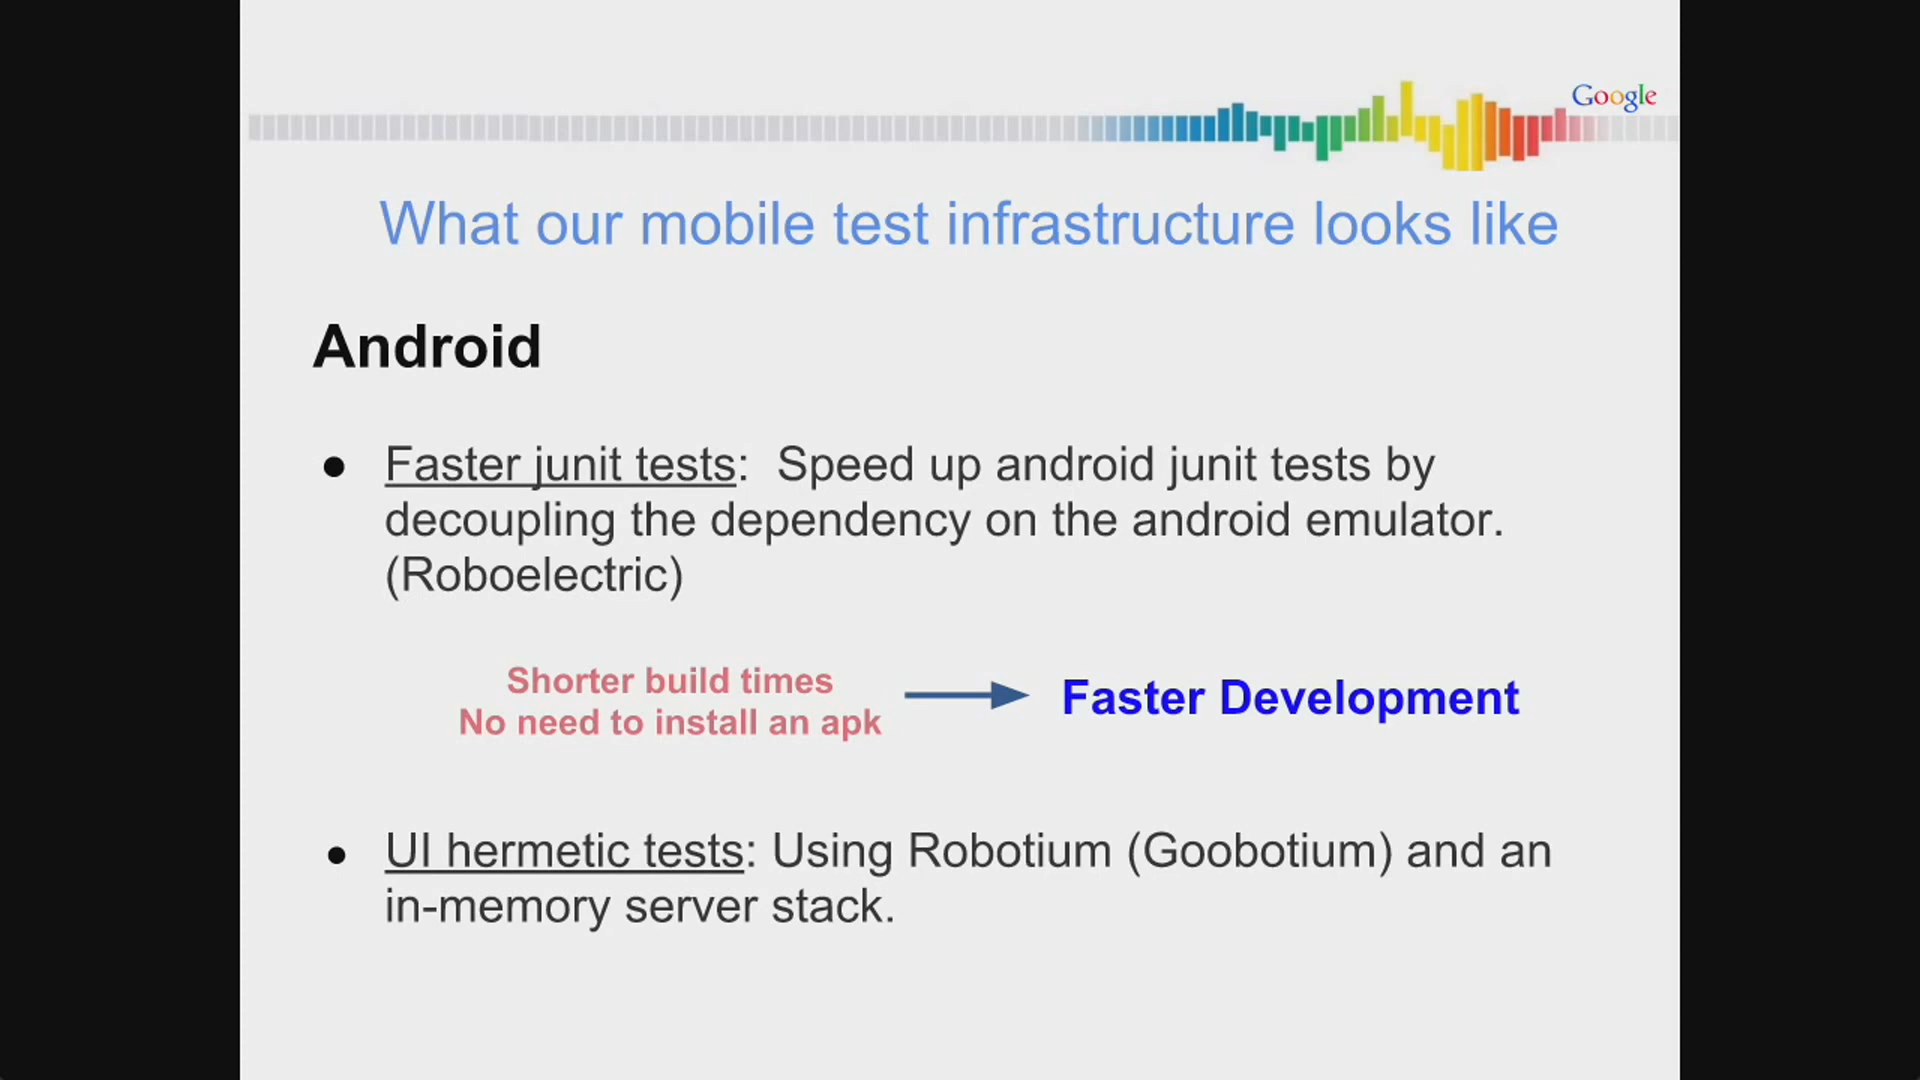 Google
What our mobile test infrastructure looks like
Android
● Faster junit tests:  Speed up android junit tests by
decoupling the dependency on the android emulator.
(Roboelectric)
Shorter build times
No need to install an apk
Faster Development
● UI hermetic tests: Using Robotium (Goobotium) and an
in-memory server stack.